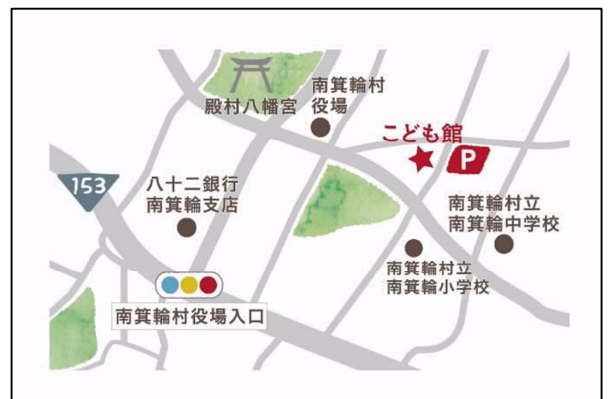 殿村八幡宮
南箕輪村
役場
こども館
P
153
八十二銀行
南箕輪支店
南箕輪村立
南箕輪中学校
南箕輪村立
南箕輪小学校
南箕輪村役場入口